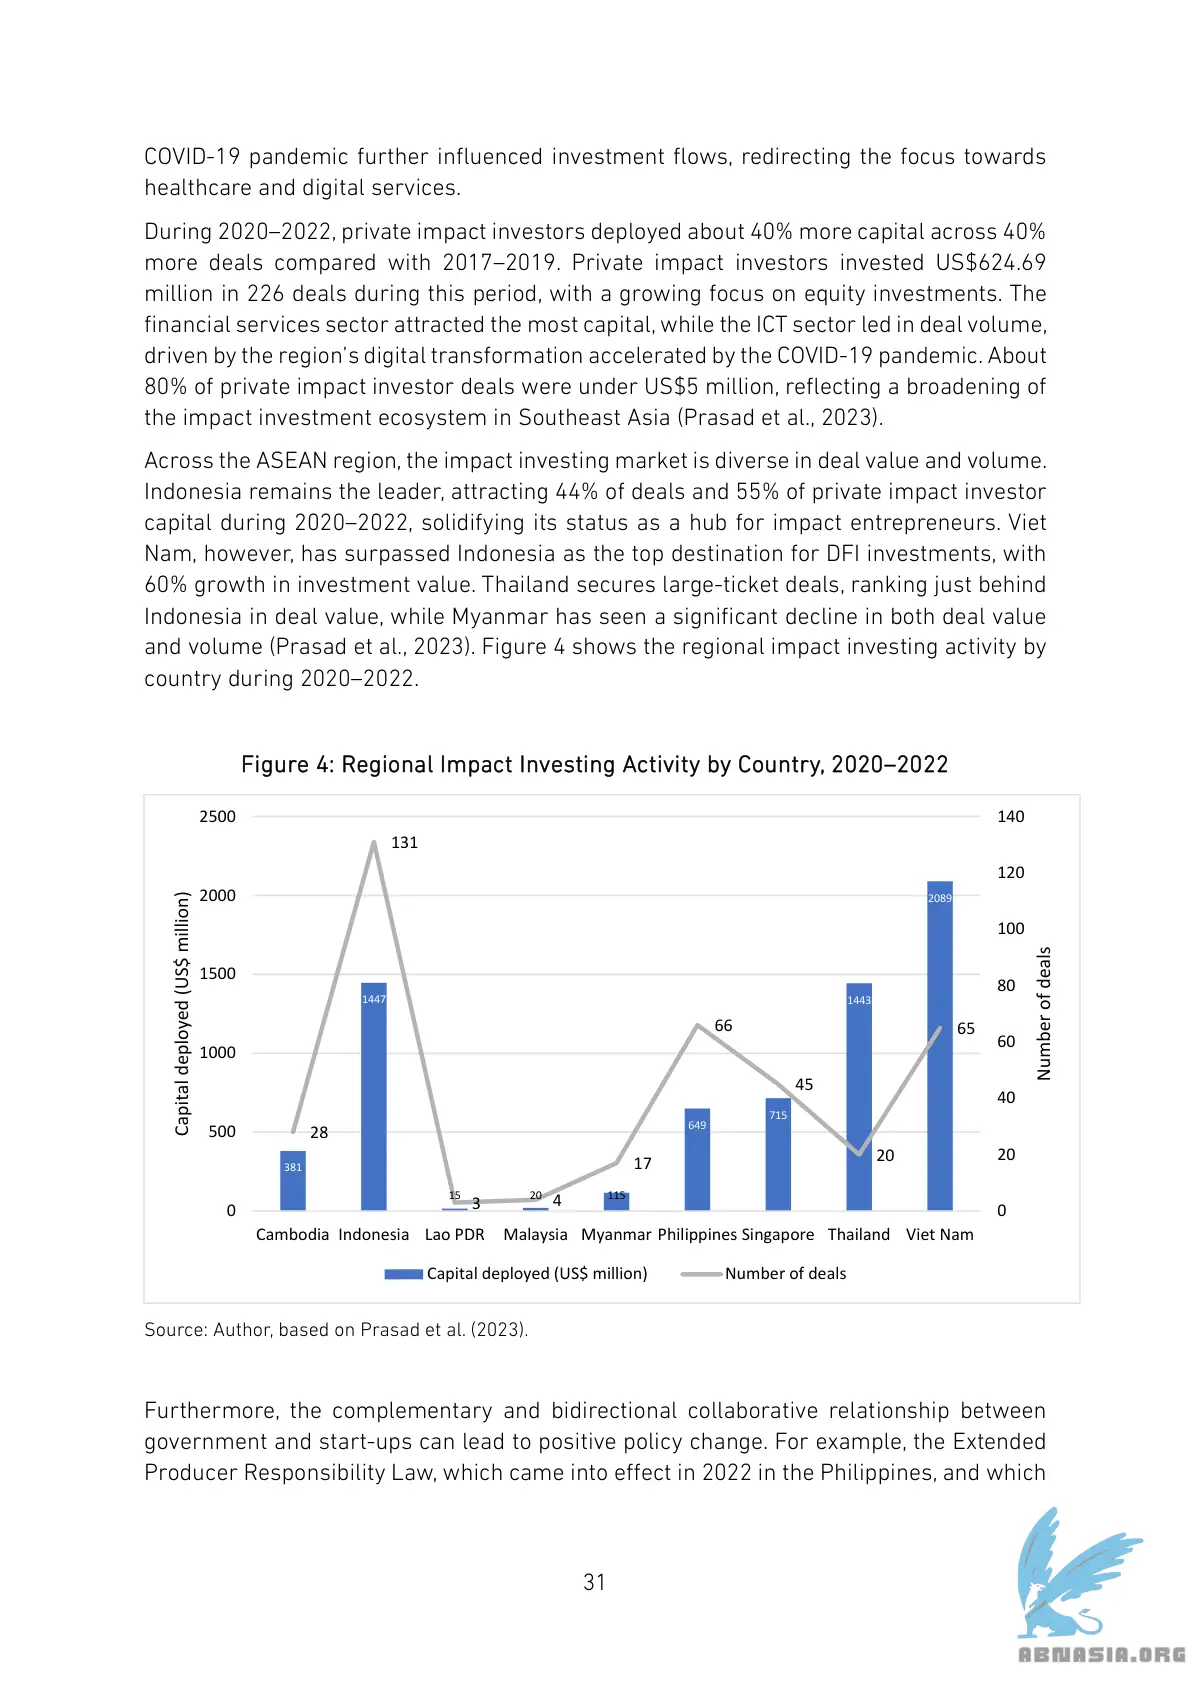 COVID-19 pandemic further influenced investment flows, redirecting the focus towards
healthcare and digital services.
During 2020–2022, private impact investors deployed about 40% more capital across 40%
more deals compared with 2017–2019. Private impact investors invested US$624.69
million in 226 deals during this period, with a growing focus on equity investments. The
financial services sector attracted the most capital, while the ICT sector led in deal volume,
driven by the region’s digital transformation accelerated by the COVID-19 pandemic. About
80% of private impact investor deals were under US$5 million, reflecting a broadening of
the impact investment ecosystem in Southeast Asia (Prasad et al., 2023).
Across the ASEAN region, the impact investing market is diverse in deal value and volume.
Indonesia remains the leader, attracting 44% of deals and 55% of private impact investor
capital during 2020–2022, solidifying its status as a hub for impact entrepreneurs. Viet
Nam, however, has surpassed Indonesia as the top destination for DFI investments, with
60% growth in investment value. Thailand secures large-ticket deals, ranking just behind
Indonesia in deal value, while Myanmar has seen a significant decline in both deal value
and volume (Prasad et al., 2023). Figure 4 shows the regional impact investing activity by
country during 2020–2022.
Figure 4: Regional Impact Investing Activity by Country, 2020–2022
Capital deployed (US$ million)
2500
2000
1500
1000
500
0
381
1447
15
20
115
649
715
1443
2089
28
131
3
4
17
66
45
20
65
140
120
100
80
60
40
20
0
Number of deals
Cambodia Indonesia Lao PDR Malaysia Myanmar Philippines Singapore Thailand Viet Nam
Capital deployed (US$ million) Number of deals
Source: Author, based on Prasad et al. (2023).
Furthermore, the complementary and bidirectional collaborative relationship between
government and start-ups can lead to positive policy change. For example, the Extended
Producer Responsibility Law, which came into effect in 2022 in the Philippines, and which
31
ABNASIA.ORG